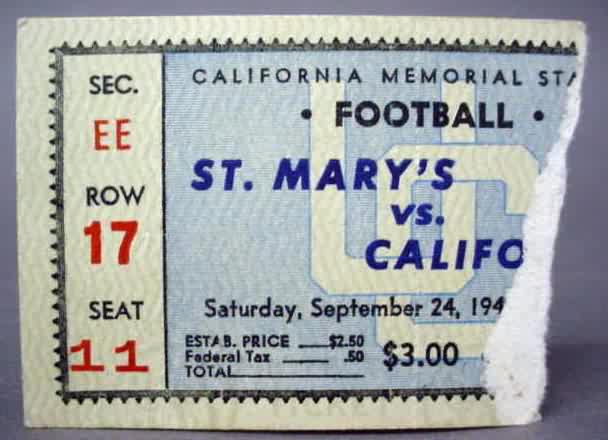 SEC.
EE
ROW
17
SEAT
11
CALIFORNIA MEMORIAL STA
• FOOTBALL •
ST. MARY'S
VS.
CALIFO
Saturday, September 24, 194
ESTAB. PRICE $2.50
Federal Tax .50
TOTAL $3.00
UC